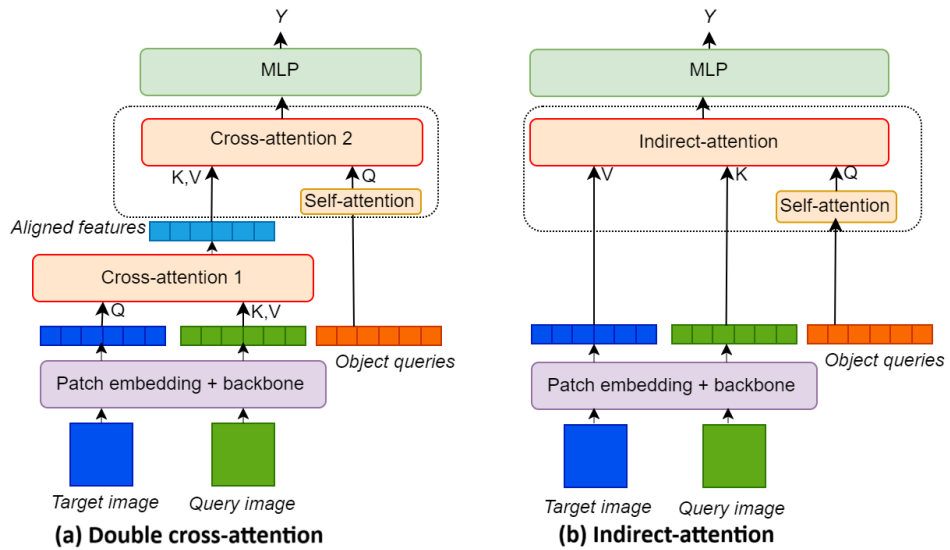 Y
MLP
Cross-attention 2
K,V
Q
Self-attention
Aligned features
Cross-attention 1
Q
K,V
Object queries
Patch embedding + backbone
Target image
Query image
(a) Double cross-attention
Y
MLP
Indirect-attention
V
K
Q
Self-attention
Object queries
Patch embedding + backbone
Target image
Query image
(b) Indirect-attention